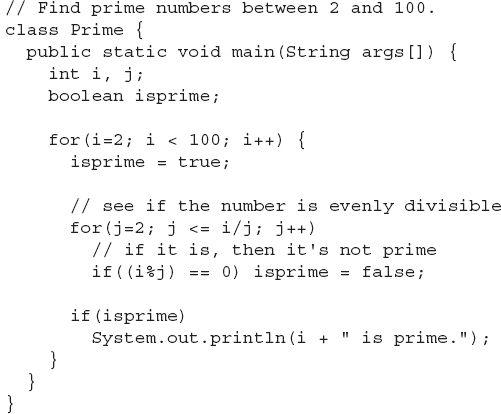 // Find prime numbers between 2 and 100.
class Prime {
  public static void main(String args[]) {
    int i, j;
    boolean isprime;

    for(i=2; i < 100; i++) {
      isprime = true;

      // see if the number is evenly divisible
      for(j=2; j <= i/j; j++)
        // if it is, then it's not prime
        if((i%j) == 0) isprime = false;

      if(isprime)
        System.out.println(i + " is prime.");
    }
  }
}